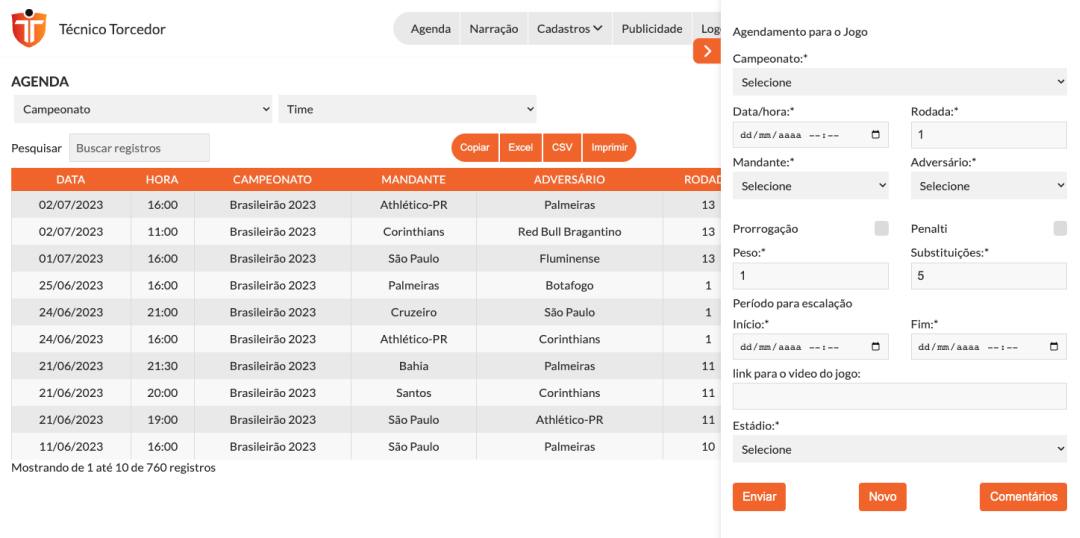 Técnico Torcedor
Agenda Narração Cadastros Publicidade
AGENDA
Campeonato Time
Pesquisar Buscar registros Copiar Excel CSV Imprimir
DATA HORA CAMPEONATO MANDANTE ADVERSÁRIO
02/07/2023 16:00 Brasileirão 2023 Athlético-PR Palmeiras 13
02/07/2023 11:00 Brasileirão 2023 Corinthians Red Bull Bragantino 13
01/07/2023 16:00 Brasileirão 2023 São Paulo Fluminense 13
25/06/2023 16:00 Brasileirão 2023 Palmeiras Botafogo 1
24/06/2023 21:00 Brasileirão 2023 Cruzeiro São Paulo 1
24/06/2023 16:00 Brasileirão 2023 Athlético-PR Corinthians 1
21/06/2023 21:30 Brasileirão 2023 Bahia Palmeiras 11
21/06/2023 20:00 Brasileirão 2023 Santos Corinthians 11
21/06/2023 19:00 Brasileirão 2023 São Paulo Athlético-PR 11
11/06/2023 16:00 Brasileirão 2023 São Paulo Palmeiras 10
Mostrando de 1 até 10 de 760 registros
Agendamento para o Jogo
Campeonato:*
Selecione
Data/hora:* Rodada:*
dd/mm/aaaa --:-- 1
Mandante:* Adversário:*
Selecione Selecione
Prorrogação Penalti
Peso:* Substituições:*
1 5
Período para escalação
Início:* Fim:*
dd/mm/aaaa --:-- dd/mm/aaaa --:--
link para o video do jogo:
Estádio:*
Selecione
Enviar Novo Comentários